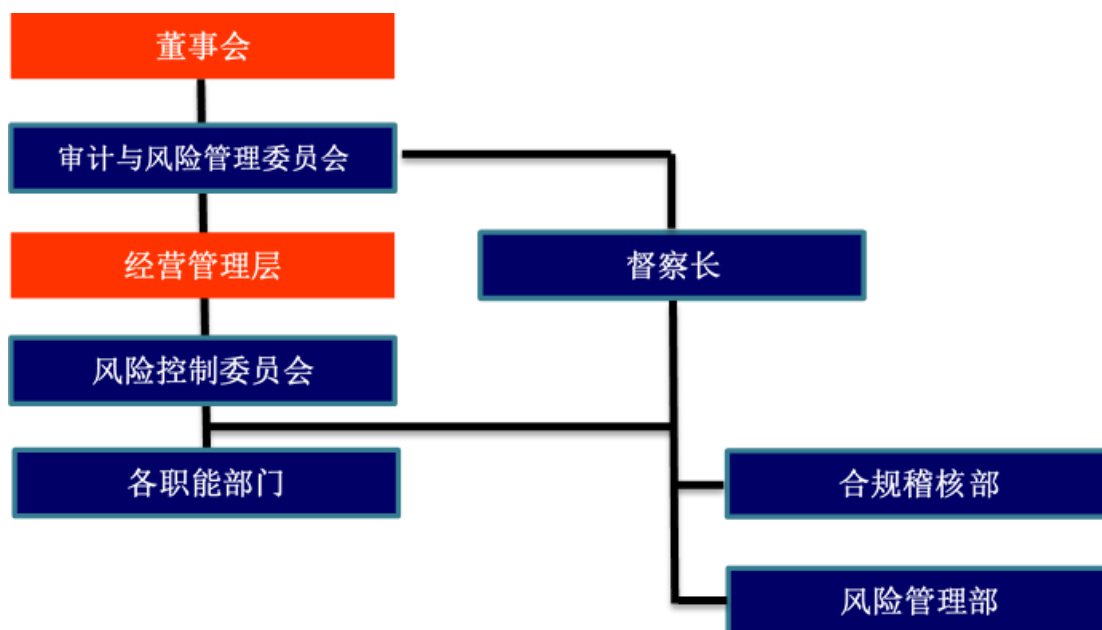 董事会
审计与风险管理委员会
经营管理层
督察长
风险控制委员会
各职能部门
合规稽核部
风险管理部